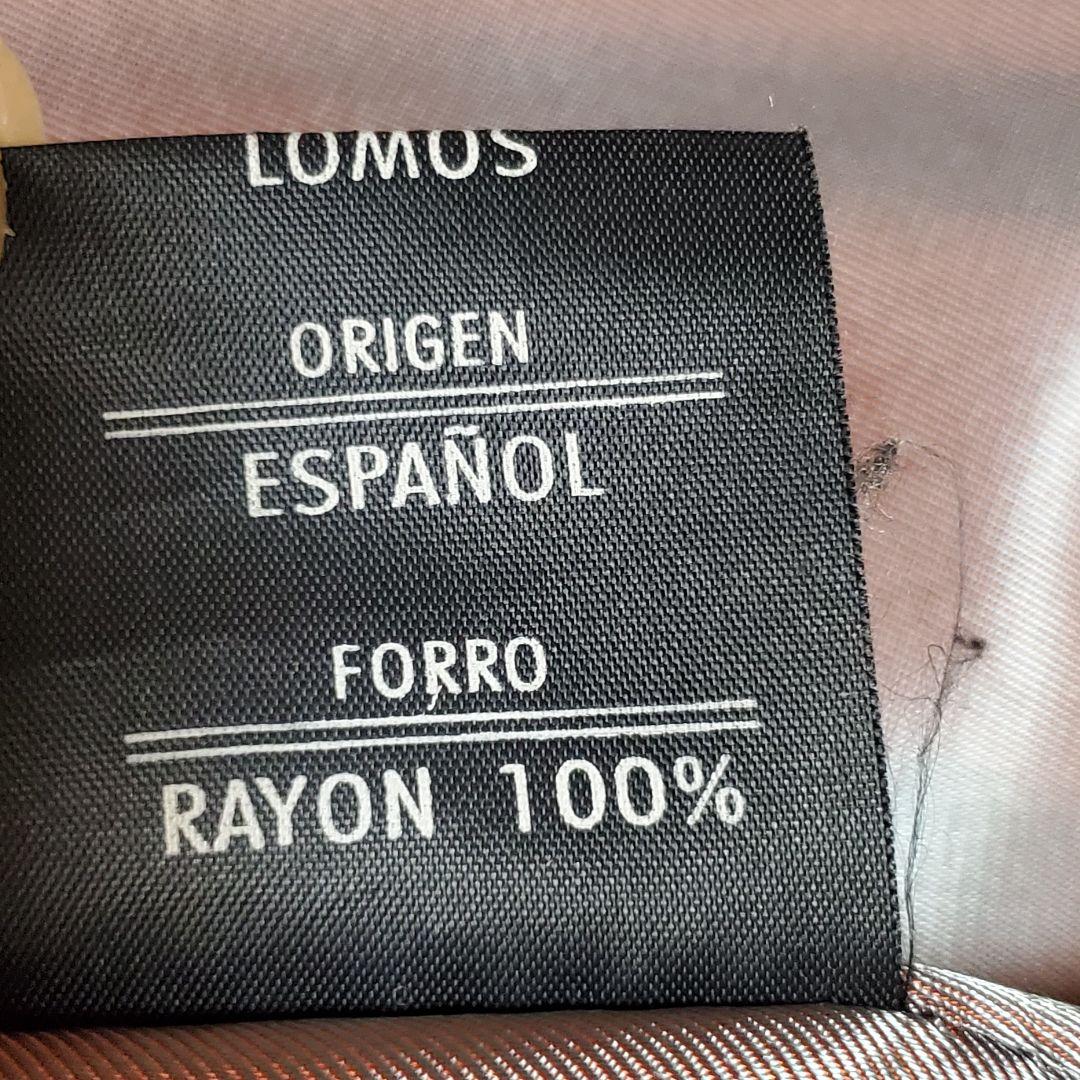 LOMOS
ORIGEN
ESPAÑOL
FORRO
RAYON 100%